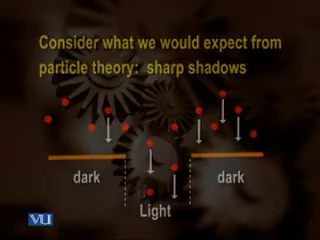 Consider what we would expect from
particle theory: sharp shadows
dark
dark
Light
VU